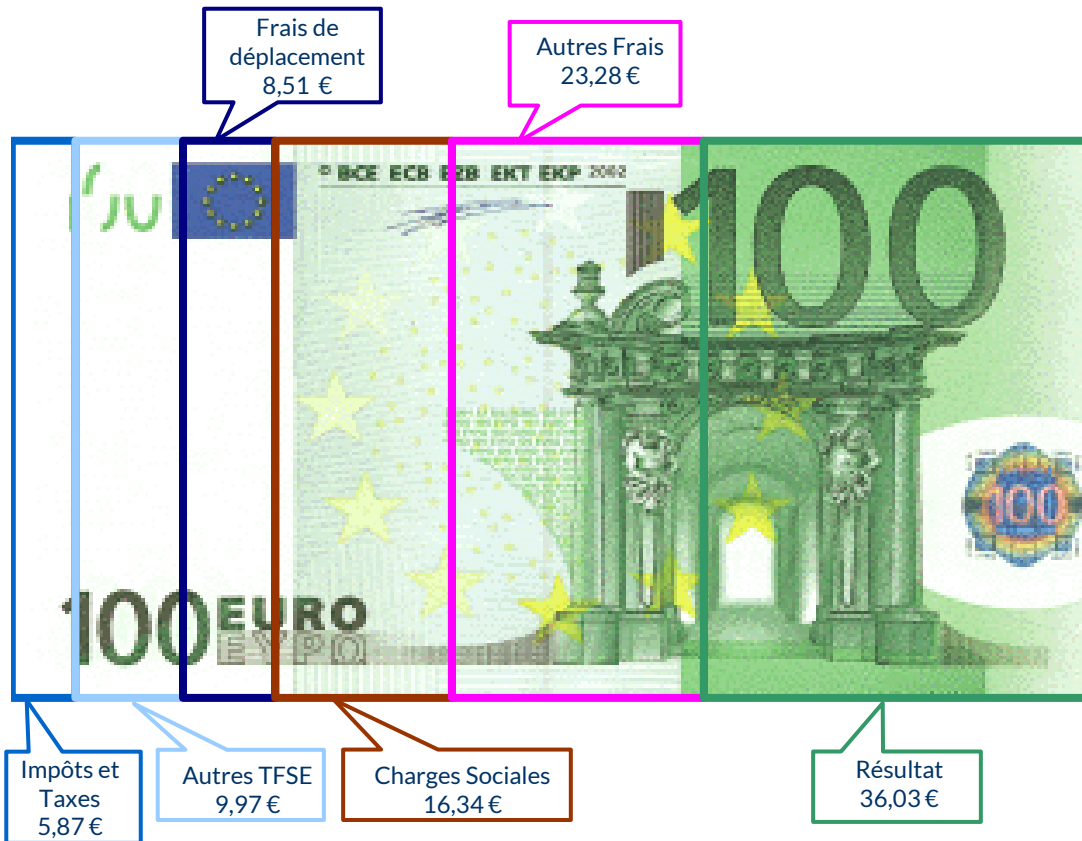 Frais de
déplacement
8,51 €
Autres Frais
23,28 €
© BCE ECB EZB EKT EKP 2002
100
100
100 EURO
ΕΥΡΩ
Impôts et
Taxes
5,87 €
Autres TFSE
9,97 €
Charges Sociales
16,34 €
Résultat
36,03 €